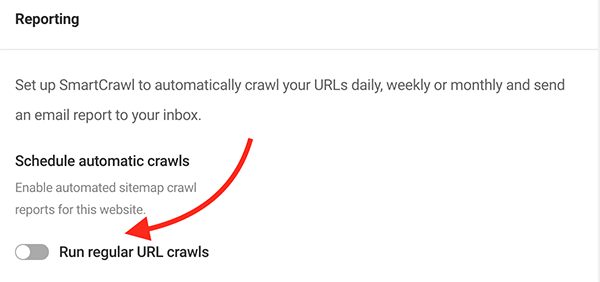 Reporting
Set up SmartCrawl to automatically crawl your URLs daily, weekly or monthly and send
an email report to your inbox.
Schedule automatic crawls
Enable automated sitemap crawl
reports for this website.
Run regular URL crawls